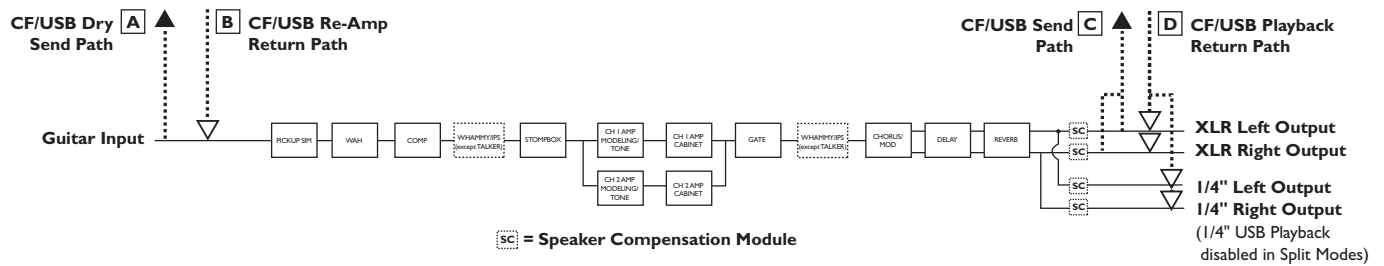 CF/USB Dry
Send Path
A
B
CF/USB Re-Amp
Return Path
CF/USB Send
Path
C
D
CF/USB Playback
Return Path
Guitar Input
PICKUP SIM
WAH
COMP
WHAMMY/IPS
(except TALKER)
STOMPBOX
CH 1 AMP
MODELING/
TONE
CH 1 AMP
CABINET
CH 2 AMP
MODELING/
TONE
CH 2 AMP
CABINET
GATE
WHAMMY/IPS
(except TALKER)
CHORUS/
MOD
DELAY
REVERB
SC
SC
SC
SC
XLR Left Output
XLR Right Output
1/4" Left Output
1/4" Right Output
(1/4" USB Playback
disabled in Split Modes)
SC = Speaker Compensation Module